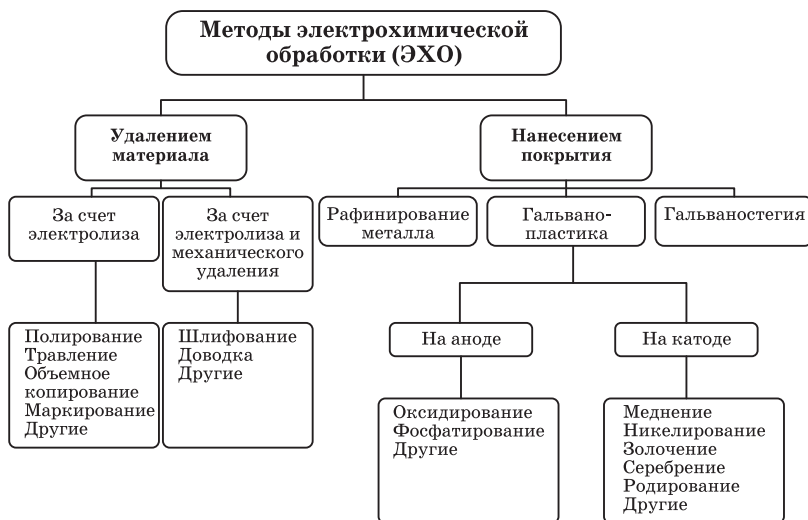 Методы электрохимической
обработки (ЭХО)
Удалением
материала
Нанесением
покрытия
За счет
электролиза
За счет
электролиза и
механического
удаления
Рафинирование
металла
Гальвано-
пластика
Гальваностегия
Полирование
Травление
Объемное
копирование
Маркирование
Другие
Шлифование
Доводка
Другие
На аноде
На катоде
Оксидирование
Фосфатирование
Другие
Меднение
Никелирование
Золочение
Серебрение
Родирование
Другие